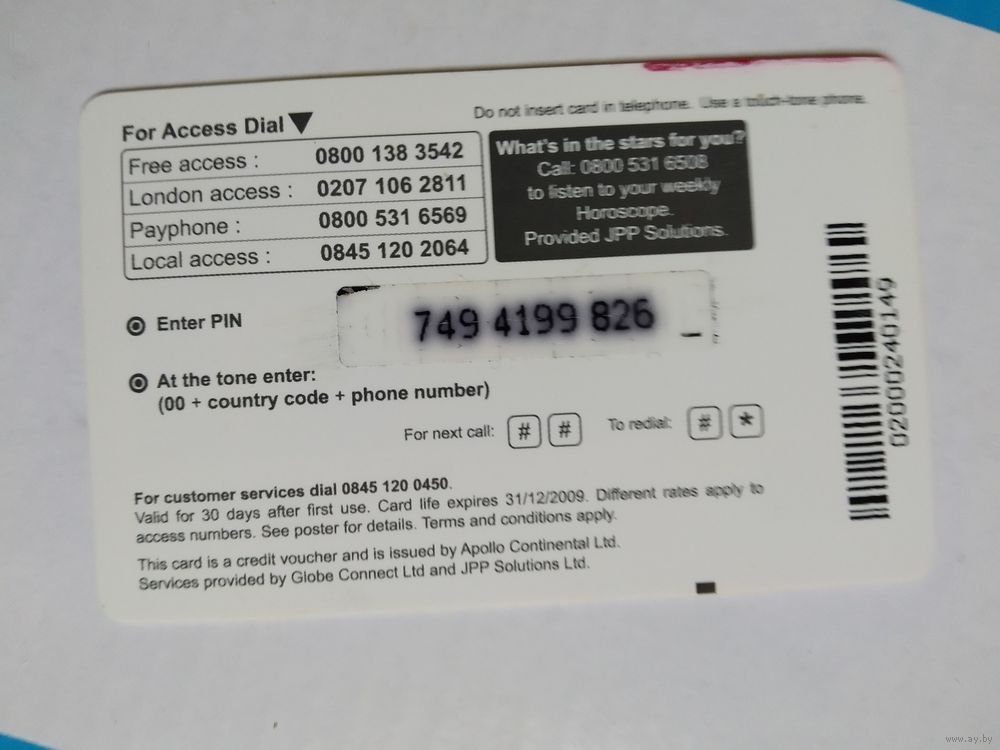 Do not insert card in telephone. Use a touch-tone phone.
For Access Dial
Free access : 0800 138 3542
London access : 0207 106 2811
Payphone : 0800 531 6569
Local access : 0845 120 2064
What's in the stars for you?
Call: 0800 531 6508
to listen to your weekly
Horoscope.
Provided JPP Solutions.
Enter PIN
749 4199 826
At the tone enter:
(00 + country code + phone number)
For next call: # # To redial: # *
For customer services dial 0845 120 0450.
Valid for 30 days after first use. Card life expires 31/12/2009. Different rates apply to
access numbers. See poster for details. Terms and conditions apply.
This card is a credit voucher and is issued by Apollo Continental Ltd.
Services provided by Globe Connect Ltd and JPP Solutions Ltd.
0200024​0149
www.ay.by